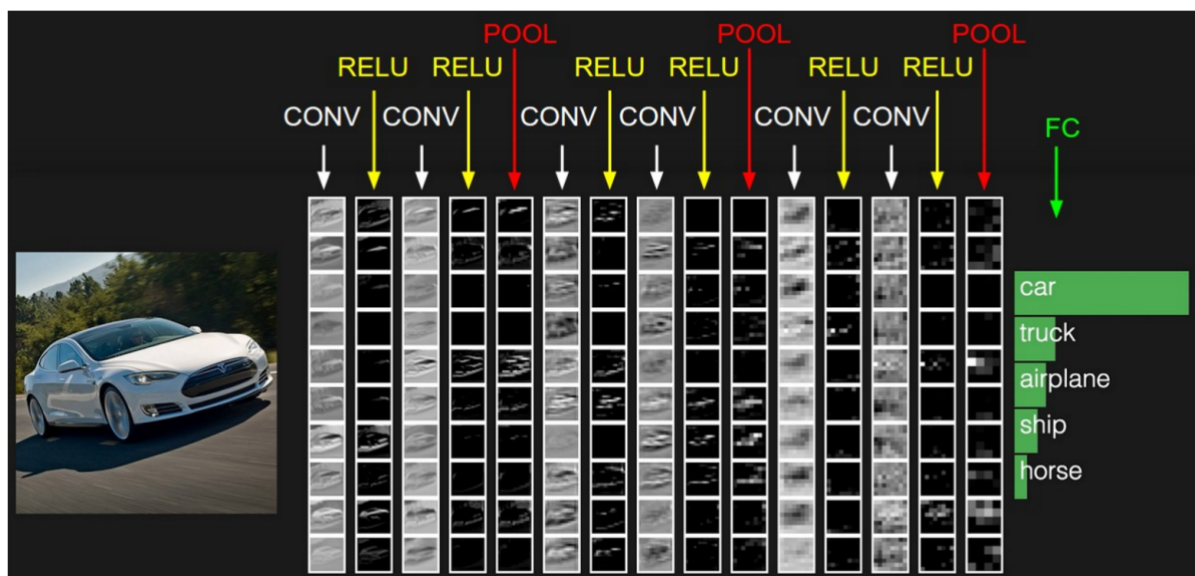 POOL POOL POOL
RELU RELU RELU RELU RELU RELU
CONV CONV CONV CONV CONV CONV
FC
car
truck
airplane
ship
horse